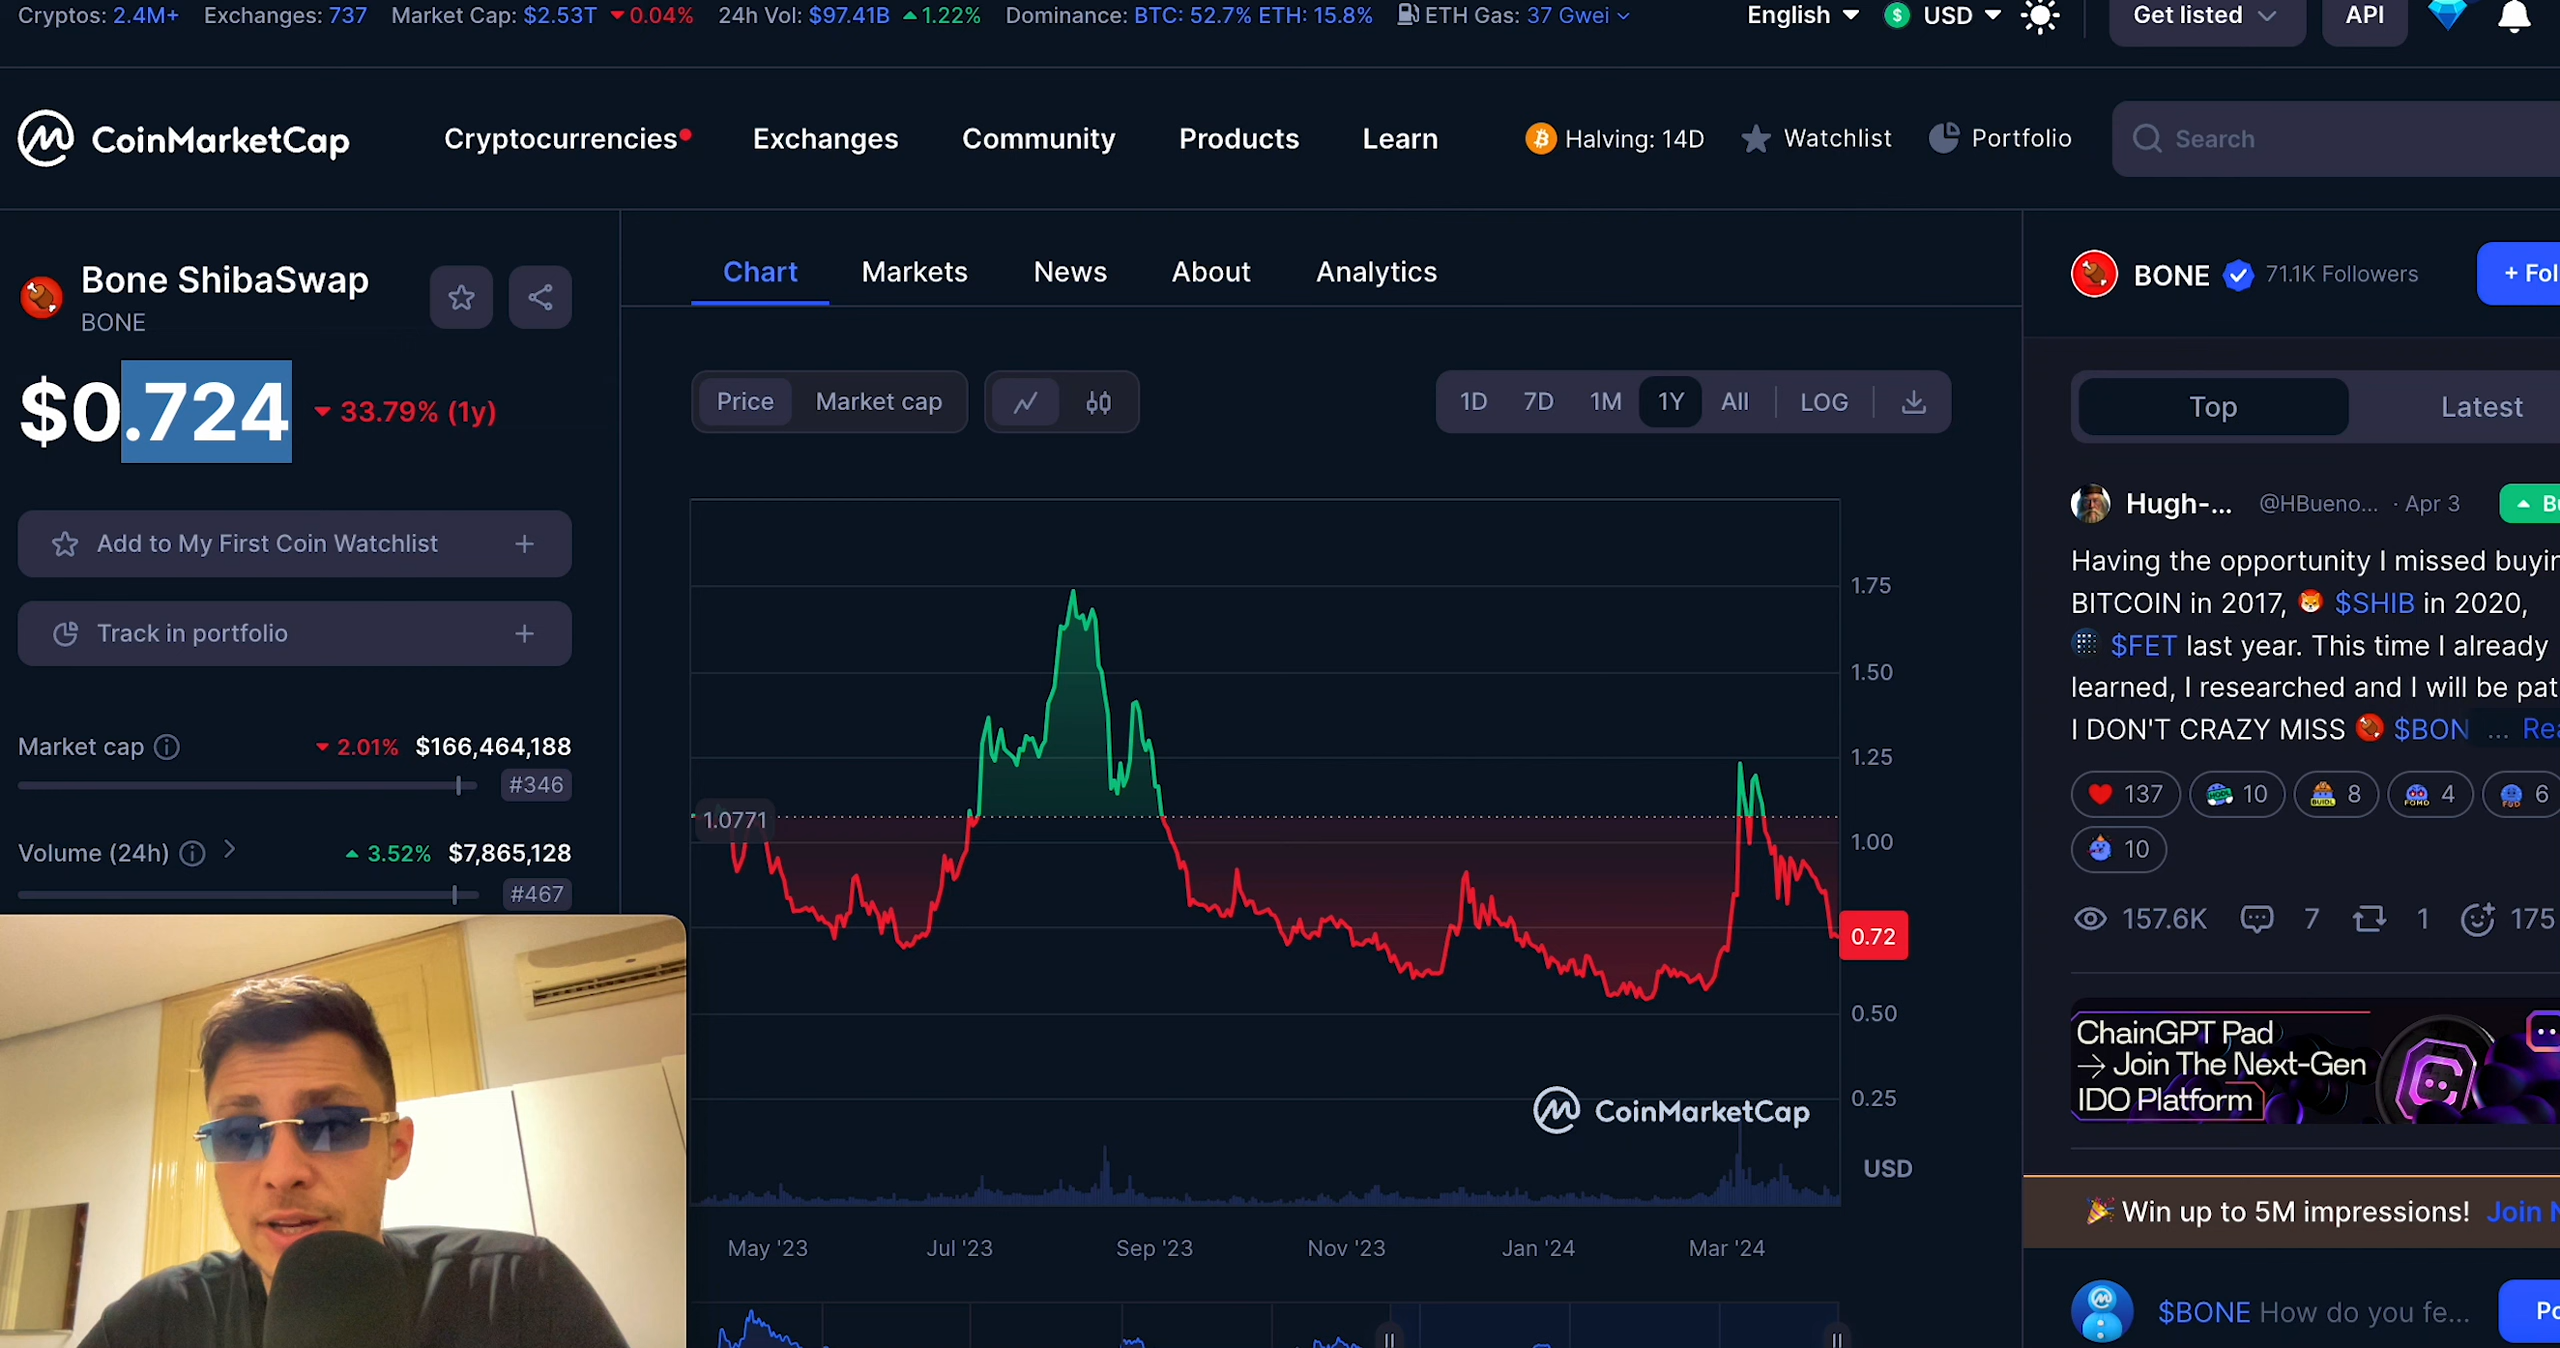 Cryptos: 2.4M+ Exchanges: 737 Market Cap: $2.53T 0.04% 24h Vol: $97.41B 1.22% Dominance: BTC: 52.7% ETH: 15.8% ETH Gas: 37 Gwei English USD Get listed API
CoinMarketCap Cryptocurrencies Exchanges Community Products Learn Halving: 14D Watchlist Portfolio Search
Bone ShibaSwap
BONE
$0.724 33.79% (1y)
Add to My First Coin Watchlist
Track in portfolio
Market cap 2.01% $166,464,188
#346
Volume (24h) 3.52% $7,865,128
#467
Chart Markets News About Analytics
Price Market cap 1D 7D 1M 1Y All LOG
1.75
1.50
1.25
1.0771
1.00
0.72
0.50
0.25
CoinMarketCap
USD
May '23 Jul '23 Sep '23 Nov '23 Jan '24 Mar '24
BONE 71.1K Followers + Fol
Top Latest
Hugh-... @HBueno... · Apr 3 Bu
Having the opportunity I missed buyin
BITCOIN in 2017, $SHIB in 2020,
$FET last year. This time I already
learned, I researched and I will be pat
I DON'T CRAZY MISS $BON ... Rea
137 10 8 4 6
10
157.6K 7 1 175
ChainGPT Pad
→ Join The Next-Gen
IDO Platform
Win up to 5M impressions! Join N
$BONE How do you fe... Po